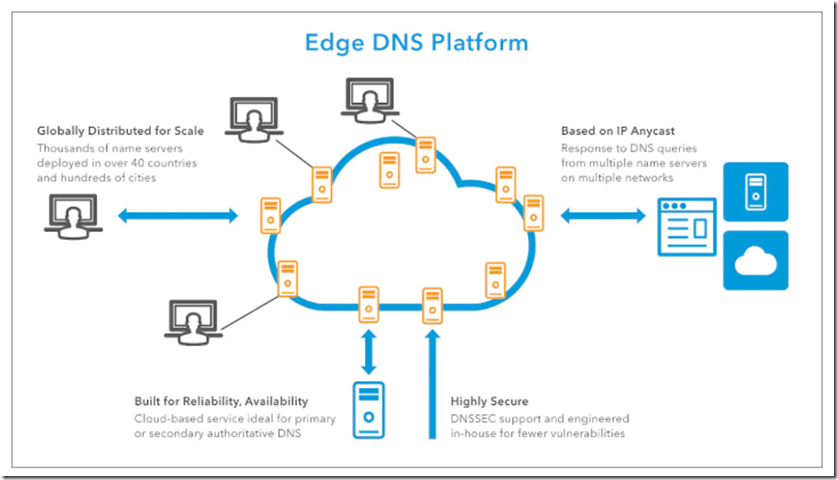 Edge DNS Platform
Globally Distributed for Scale
Thousands of name servers
deployed in over 40 countries
and hundreds of cities
Based on IP Anycast
Response to DNS queries
from multiple name servers
on multiple networks
Built for Reliability, Availability
Cloud-based service ideal for primary
or secondary authoritative DNS
Highly Secure
DNSSEC support and engineered
in-house for fewer vulnerabilities